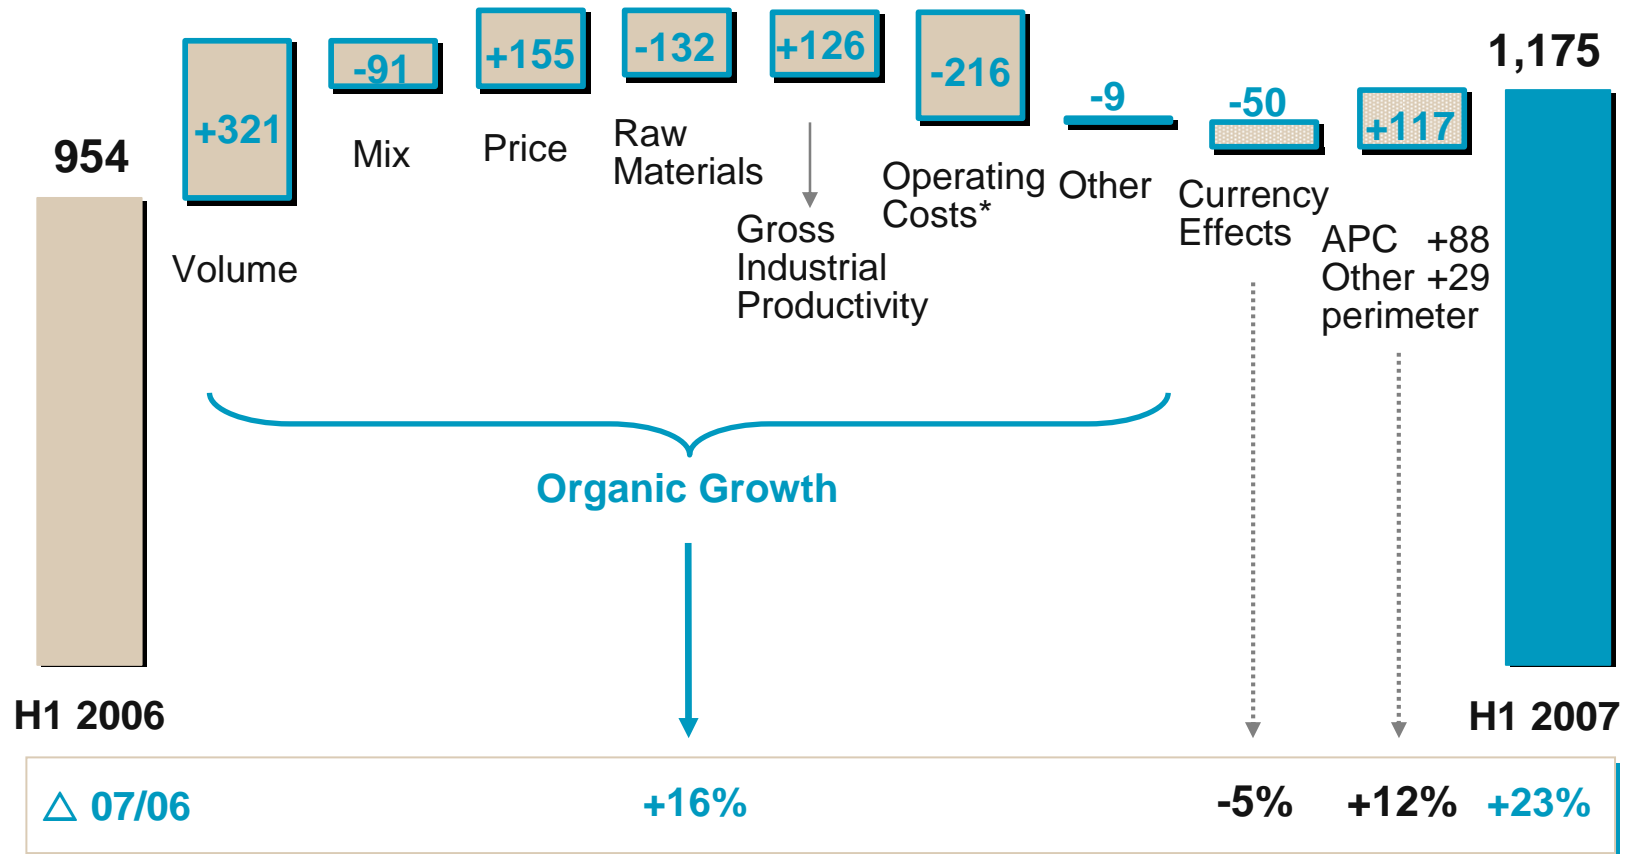 +321
-91
+155
-132
+126
-216
-9
-50
+117
1,175
954
Volume
Mix
Price
Raw
Materials
Gross
Industrial
Productivity
Operating
Costs*
Other
Currency
Effects
APC +88
Other +29
perimeter
Organic Growth
H1 2006
H1 2007
△ 07/06 +16% -5% +12% +23%